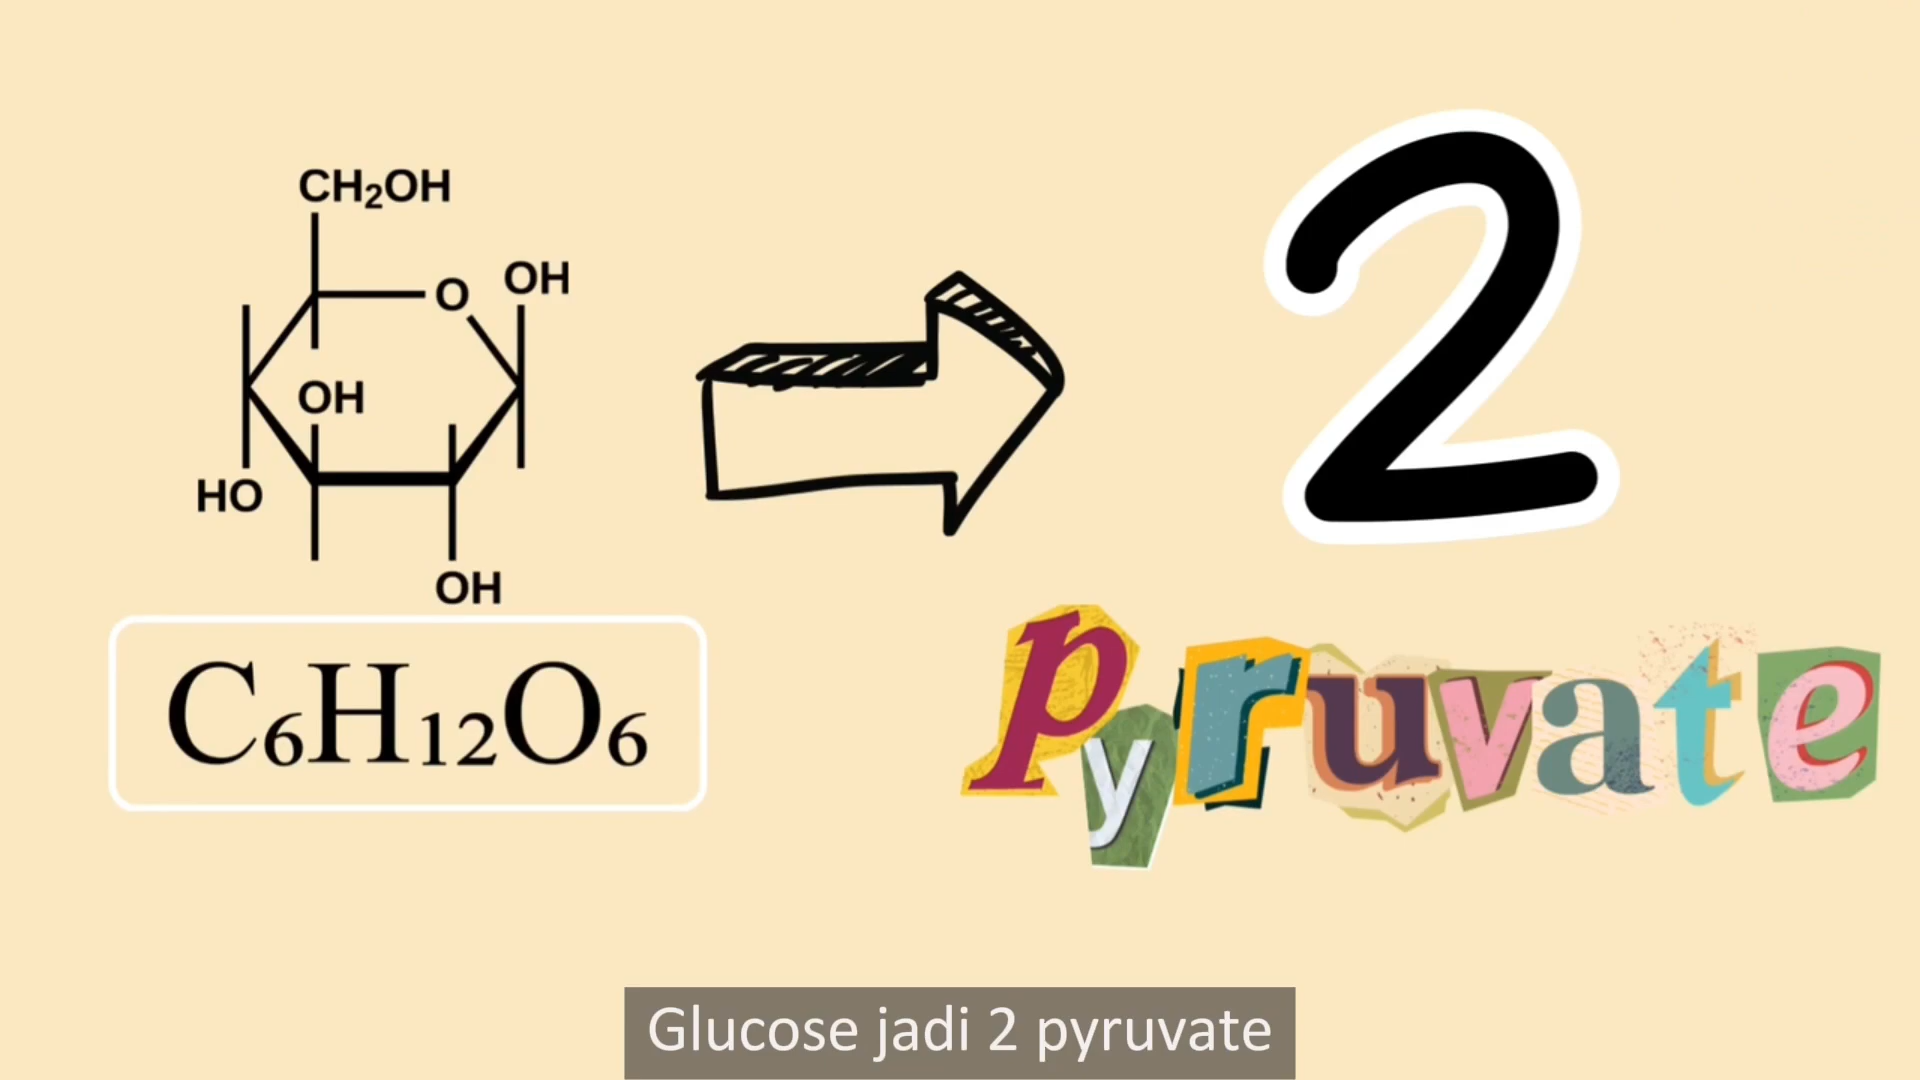 CH₂OH
O
OH
OH
HO
OH
C₆H₁₂O₆
2
pyruvate
Glucose jadi 2 pyruvate